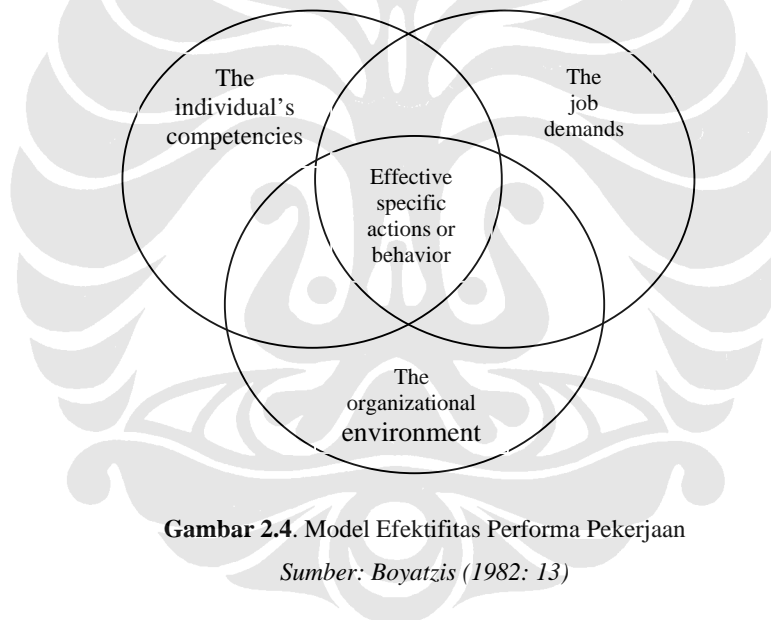 The
individual's
competencies
The
job
demands
Effective
specific
actions or
behavior
The
organizational
environment
Gambar 2.4. Model Efektifitas Performa Pekerjaan
Sumber: Boyatzis (1982: 13)